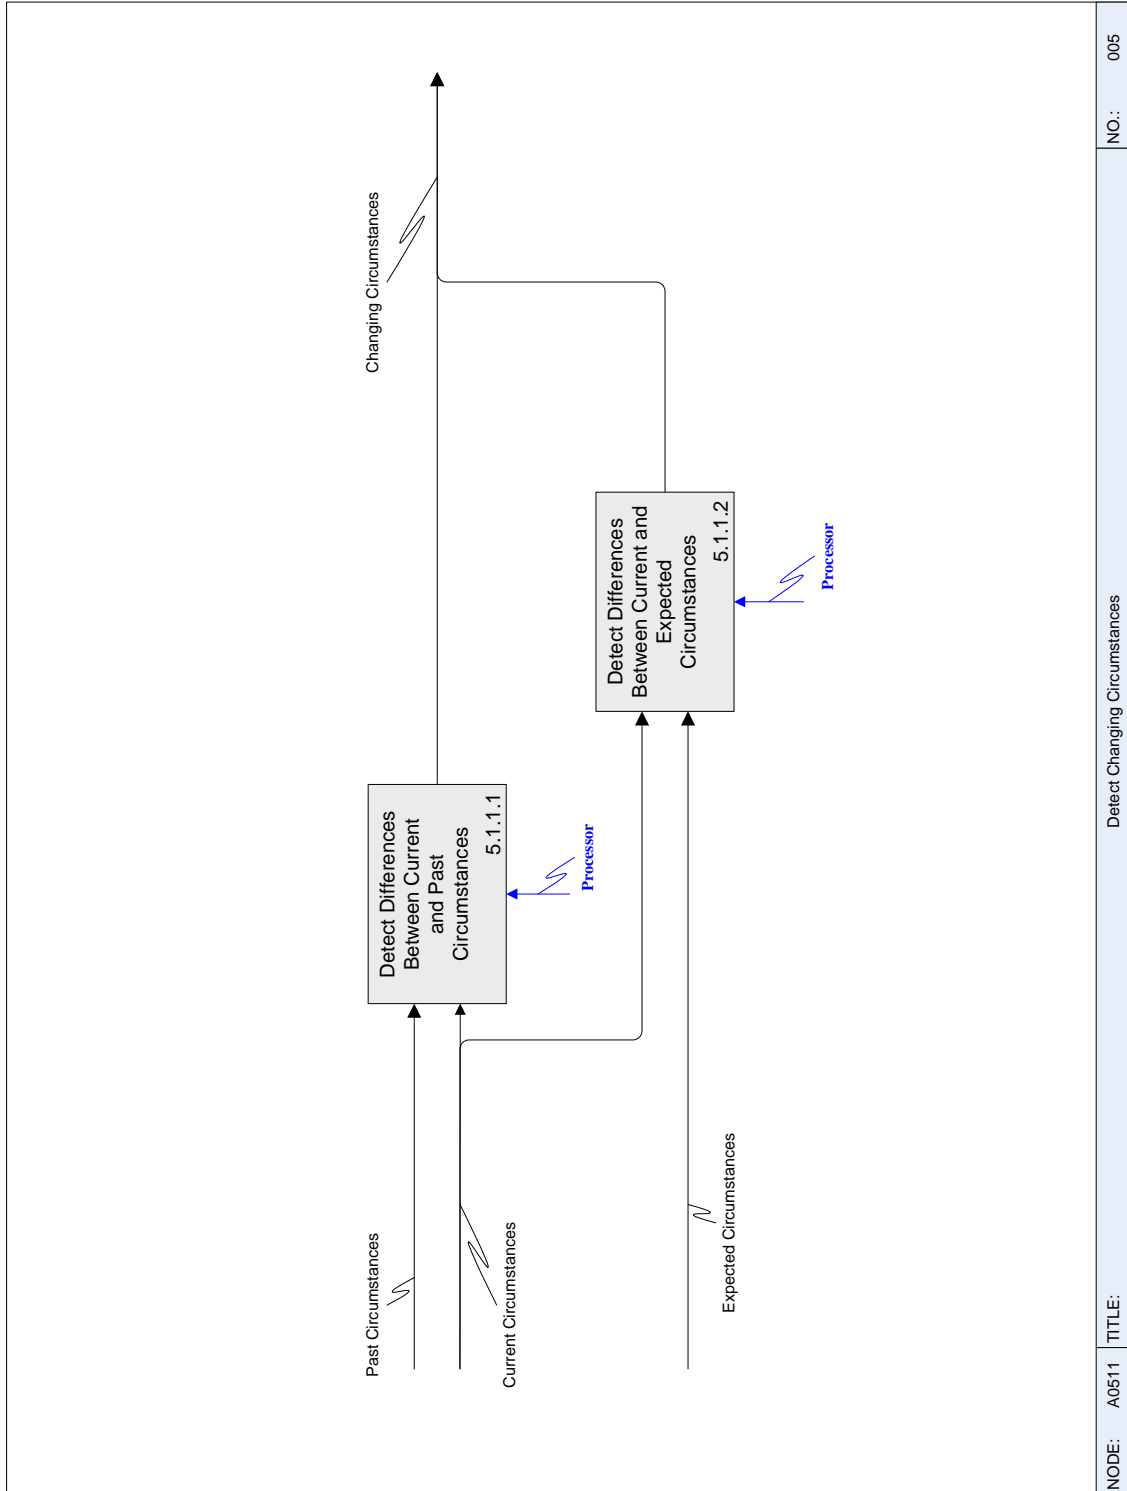 Past Circumstances
Current Circumstances
Detect Differences
Between Current
and Past
Circumstances
5.1.1.1
Processor
Changing Circumstances
Expected Circumstances
Detect Differences
Between Current and
Expected
Circumstances
5.1.1.2
Processor
NODE: A0511 TITLE: Detect Changing Circumstances NO.: 005